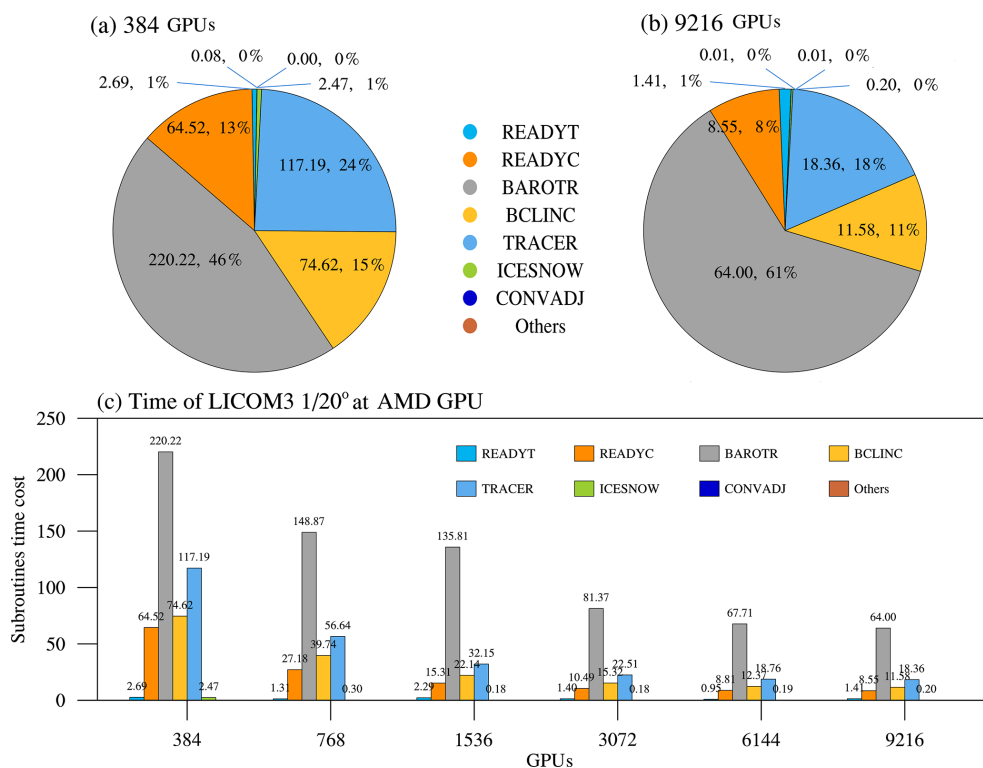 (a) 384 GPUs
(b) 9216 GPUs
0.08, 0%
0.00, 0%
2.69, 1%
2.47, 1%
64.52, 13%
117.19, 24%
220.22, 46%
74.62, 15%
READYT
READYC
BAROTR
BCLINC
TRACER
ICESNOW
CONVADJ
Others
0.01, 0%
0.01, 0%
1.41, 1%
0.20, 0%
8.55, 8%
18.36, 18%
11.58, 11%
64.00, 61%
(c) Time of LICOM3 1/20° at AMD GPU
Subroutines time cost
250
200
150
100
50
0
READYT READYC BAROTR BCLINC
TRACER ICESNOW CONVADJ Others
2.69 64.52 220.22 74.62 117.19 2.47
1.31 27.18 148.87 39.74 56.64 0.30
2.29 15.31 135.81 22.14 32.15 0.18
1.40 10.49 81.37 15.32 22.51 0.18
0.95 8.81 67.71 12.37 18.76 0.19
1.41 8.55 64.00 11.58 18.36 0.20
384 768 1536 3072 6144 9216
GPUs